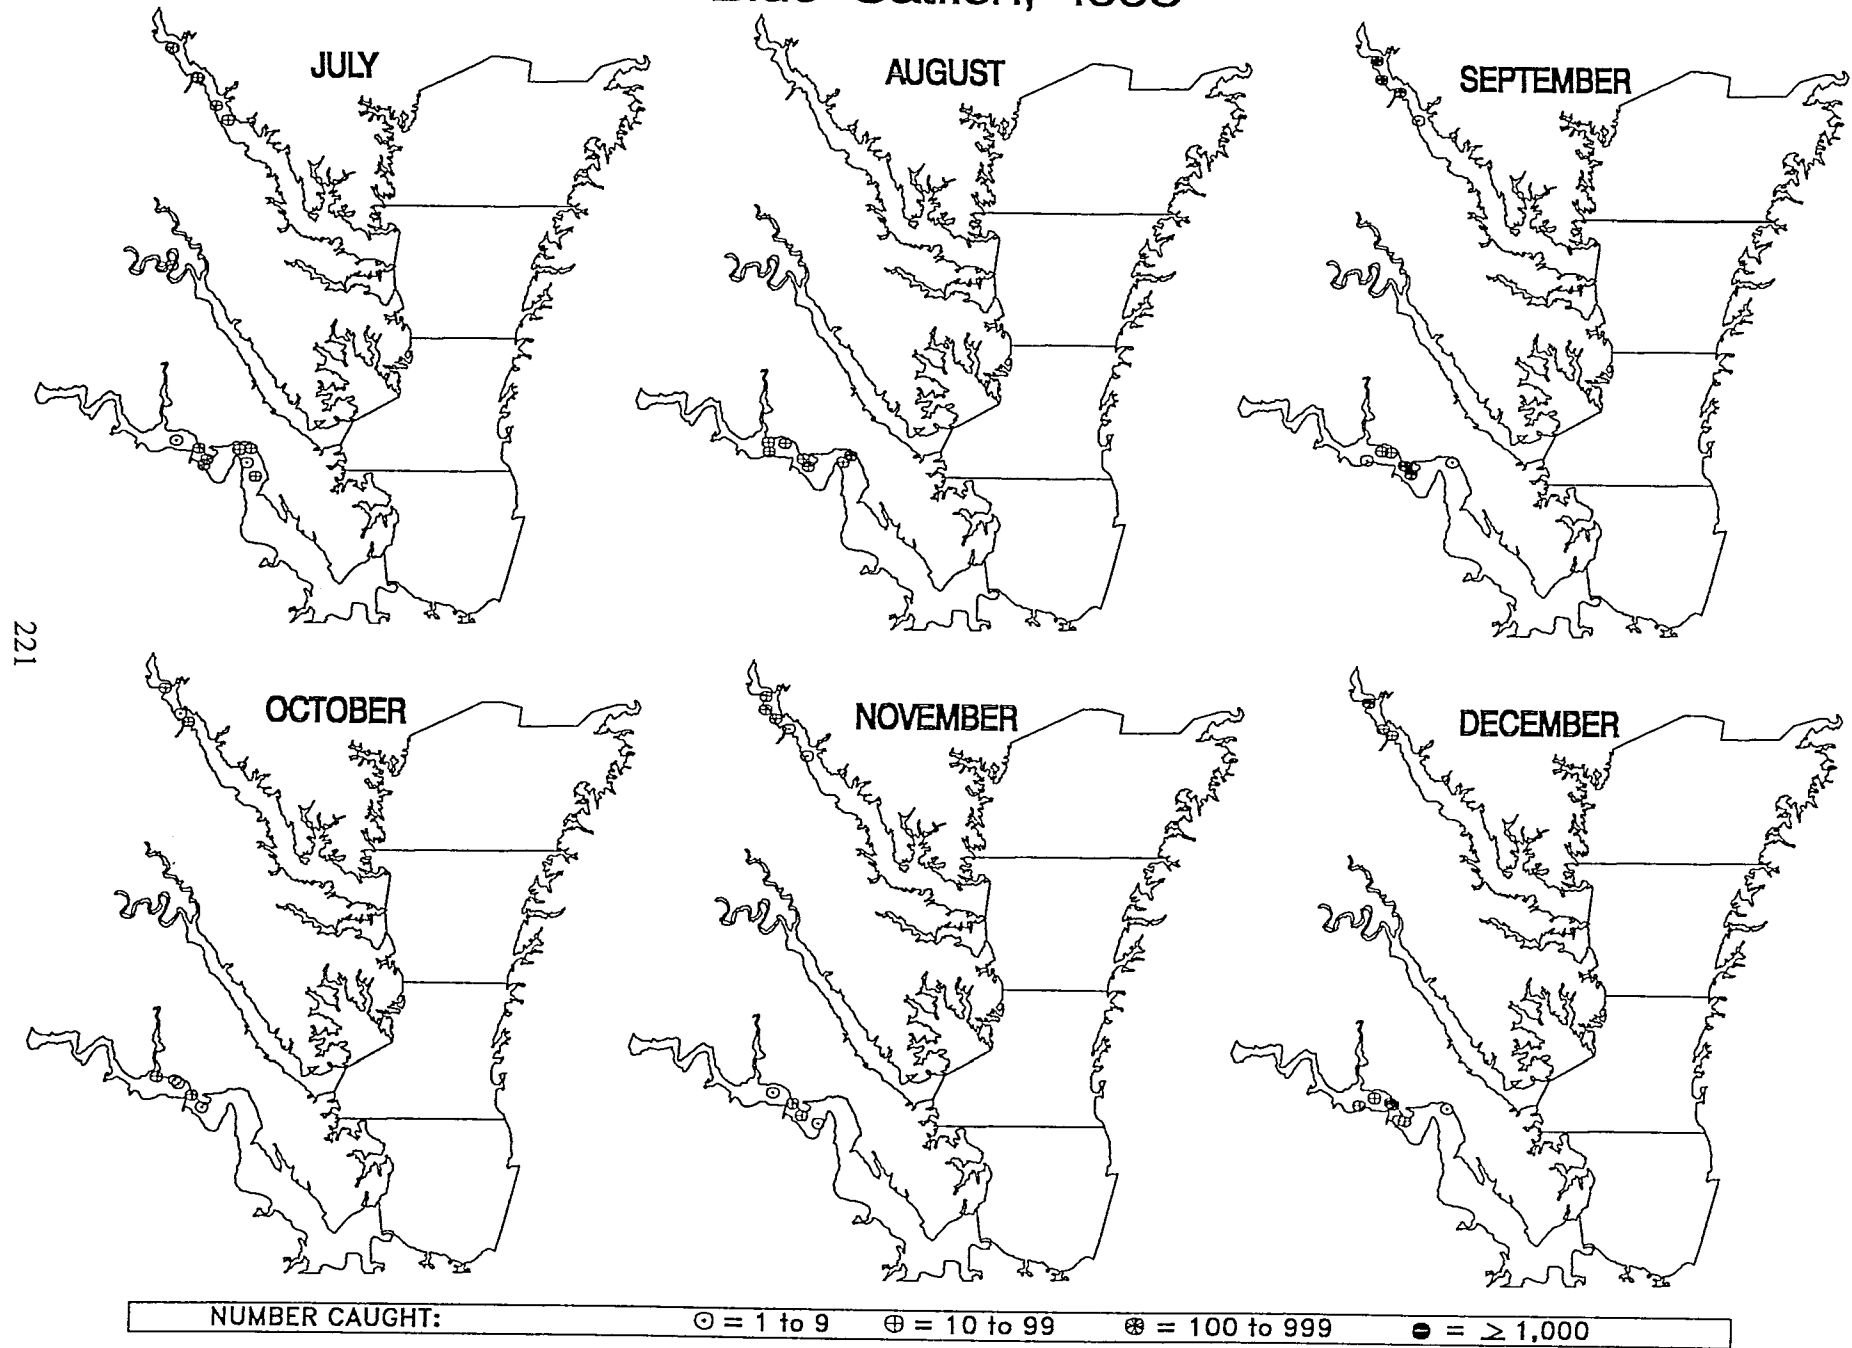 JULY
AUGUST
SEPTEMBER
221
OCTOBER
NOVEMBER
DECEMBER
NUMBER CAUGHT: ⊙ = 1 to 9 ⊕ = 10 to 99 ⊛ = 100 to 999 ⊖ = ≥ 1,000